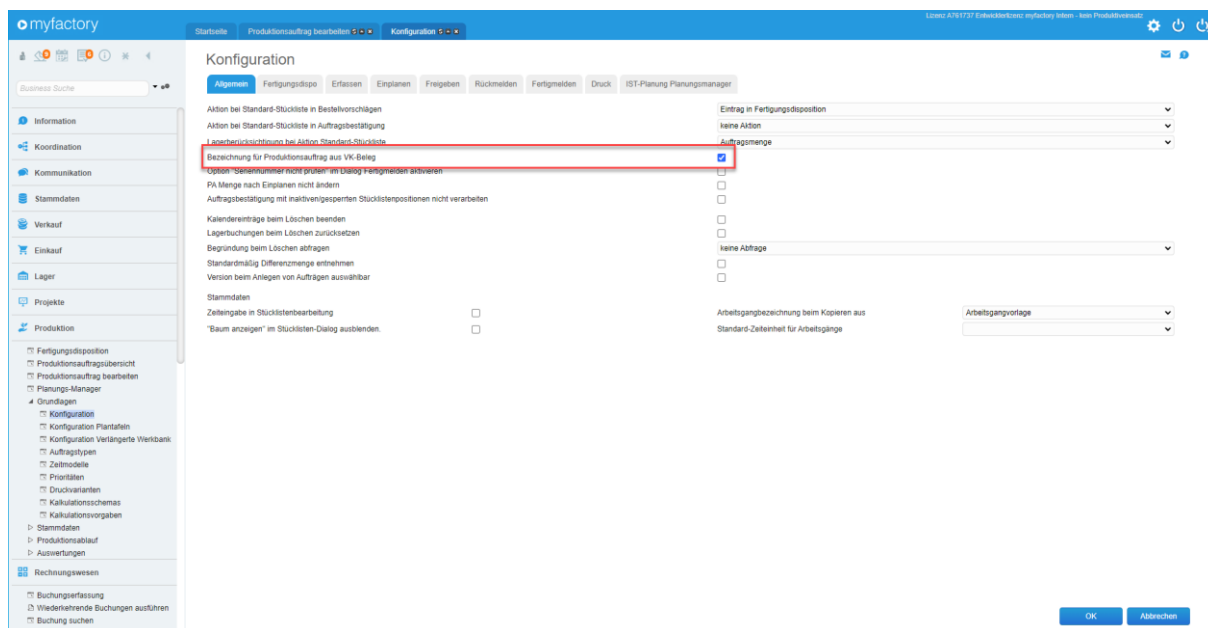 myfactory
Lizenz A761737 Entwicklerlizenz myfactory Intern - kein Produktiveinsatz
Startseite
Produktionsauftrag bearbeiten
Konfiguration
Business Suche
Konfiguration
Allgemein
Fertigungsdispo
Erfassen
Einplanen
Freigeben
Rückmelden
Fertigmelden
Druck
IST-Planung Planungsmanager
Aktion bei Standard-Stückliste in Bestellvorschlägen
Eintrag in Fertigungsdisposition
Aktion bei Standard-Stückliste in Auftragsbestätigung
keine Aktion
Lagerberücksichtigung bei Aktion Standard-Stückliste
Auftragsmenge
Bezeichnung für Produktionsauftrag aus VK-Beleg
Option "Seriennummer nicht prüfen" im Dialog Fertigmelden aktivieren
PA Menge nach Einplanen nicht ändern
Auftragsbestätigung mit inaktiven/gesperrten Stücklistenpositionen nicht verarbeiten
Kalendereinträge beim Löschen beenden
Lagerbuchungen beim Löschen zurücksetzen
Begründung beim Löschen abfragen
keine Abfrage
Standardmäßig Differenzmenge entnehmen
Version beim Anlegen von Aufträgen auswählbar
Stammdaten
Zeiteingabe in Stücklistenbearbeitung
Arbeitsgangbezeichnung beim Kopieren aus
Arbeitsgangvorlage
"Baum anzeigen" im Stücklisten-Dialog ausblenden.
Standard-Zeiteinheit für Arbeitsgänge
Information
Koordination
Kommunikation
Stammdaten
Verkauf
Einkauf
Lager
Projekte
Produktion
Fertigungsdisposition
Produktionsauftragsübersicht
Produktionsauftrag bearbeiten
Planungs-Manager
Grundlagen
Konfiguration
Konfiguration Plantafeln
Konfiguration Verlängerte Werkbank
Auftragstypen
Zeitmodelle
Prioritäten
Druckvarianten
Kalkulationsschemas
Kalkulationsvorgaben
Stammdaten
Produktionsablauf
Auswertungen
Rechnungswesen
Buchungserfassung
Wiederkehrende Buchungen ausführen
Buchung suchen
OK
Abbrechen